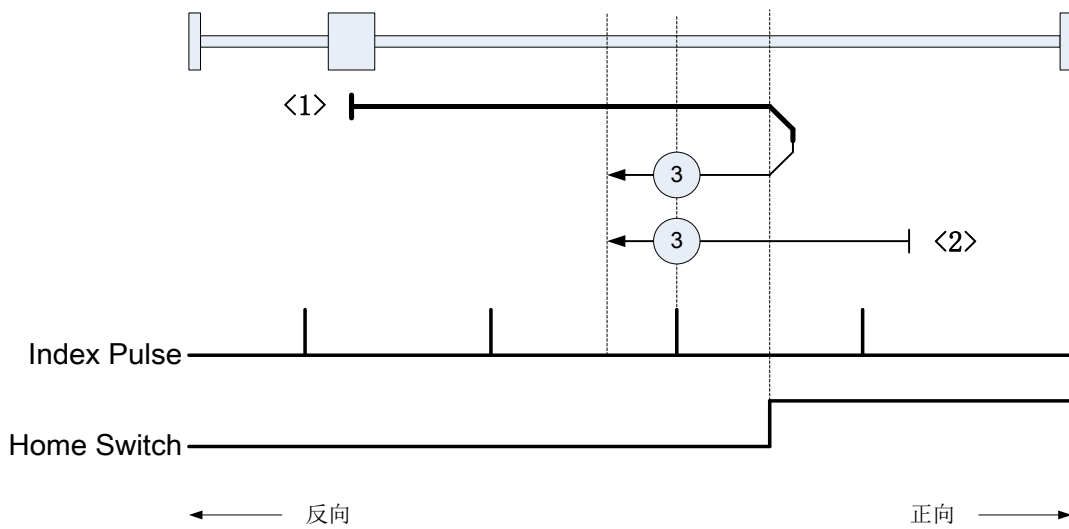 <1>
3
3
<2>
Index Pulse
Home Switch
反向
正向